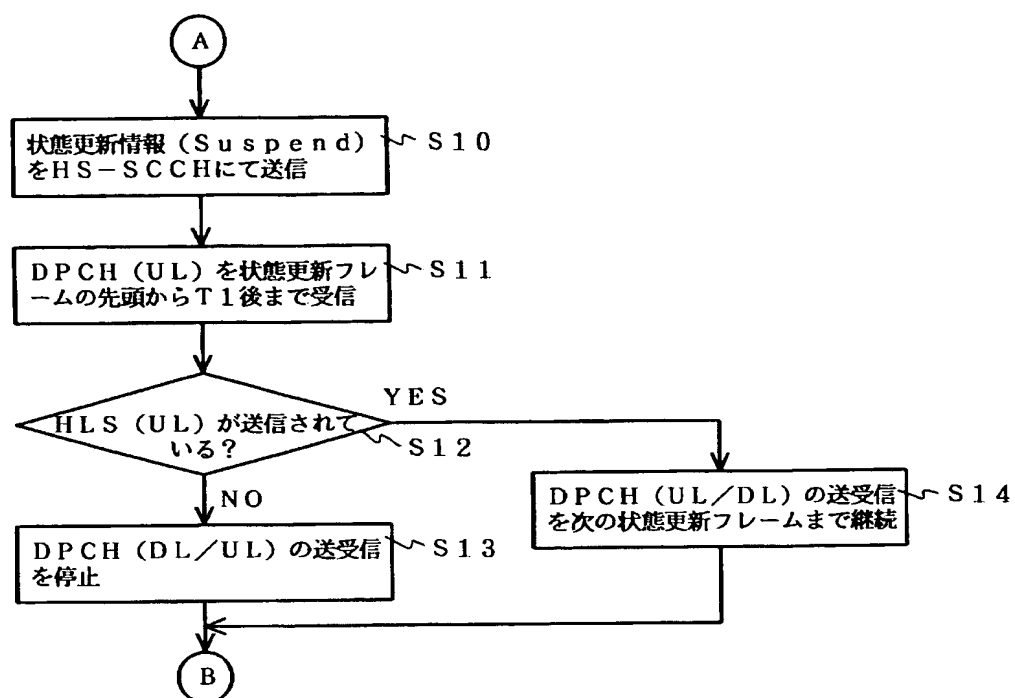 A
状態更新情報（Ｓｕｓｐｅｎｄ）
をＨＳ－ＳＣＣＨにて送信
Ｓ１０
ＤＰＣＨ（ＵＬ）を状態更新フレ
ームの先頭からＴ１後まで受信
Ｓ１１
ＨＬＳ（ＵＬ）が送信されて
いる？
ＹＥＳ
Ｓ１２
ＮＯ
ＤＰＣＨ（ＵＬ／ＤＬ）の送受信
を次の状態更新フレームまで継続
Ｓ１４
ＤＰＣＨ（ＤＬ／ＵＬ）の送受信
を停止
Ｓ１３
B